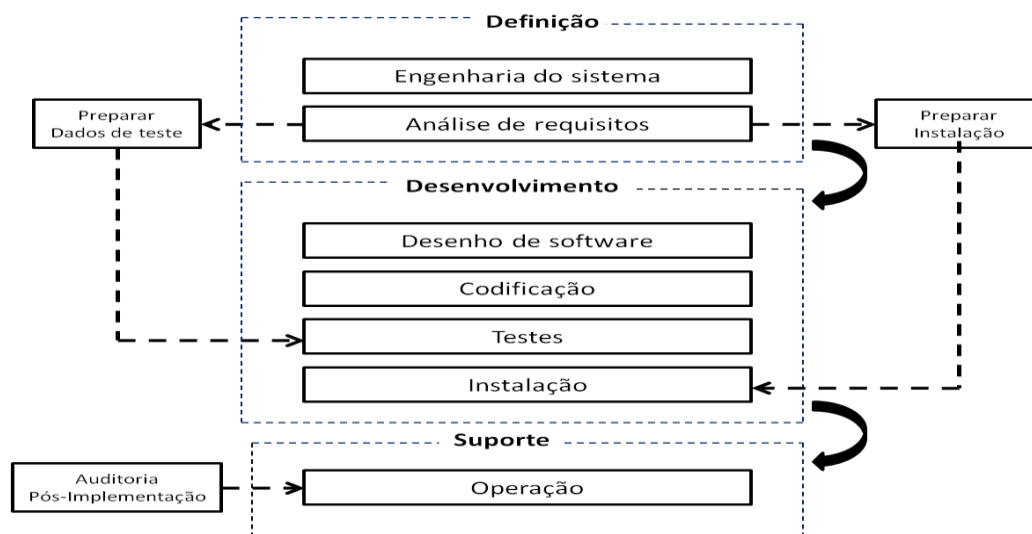 Definição
Engenharia do sistema
Preparar
Dados de teste
Análise de requisitos
Preparar
Instalação
Desenvolvimento
Desenho de software
Codificação
Testes
Instalação
Suporte
Auditoria
Pós-Implementação
Operação